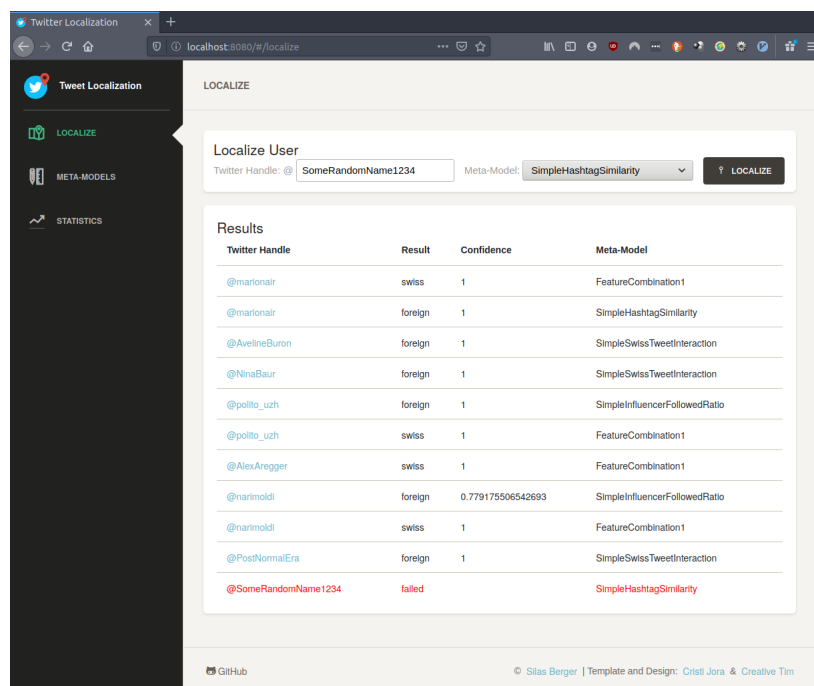 Twitter Localization
localhost:8080/#/localize
Tweet Localization
LOCALIZE
META-MODELS
STATISTICS
LOCALIZE
Localize User
Twitter Handle: @ SomeRandomName1234 Meta-Model: SimpleHashtagSimilarity LOCALIZE
Results
Twitter Handle Result Confidence Meta-Model
@marionair swiss 1 FeatureCombination1
@marionair foreign 1 SimpleHashtagSimilarity
@AvelineBuron foreign 1 SimpleSwissTweetInteraction
@NinaBaur foreign 1 SimpleSwissTweetInteraction
@polito_uzh foreign 1 SimpleInfluencerFollowedRatio
@polito_uzh swiss 1 FeatureCombination1
@AlexAregger swiss 1 FeatureCombination1
@narimoldi foreign 0.779175506542693 SimpleInfluencerFollowedRatio
@narimoldi swiss 1 FeatureCombination1
@PostNormalEra foreign 1 SimpleSwissTweetInteraction
@SomeRandomName1234 failed SimpleHashtagSimilarity
GitHub
© Silas Berger | Template and Design: Cristi Jora & Creative Tim